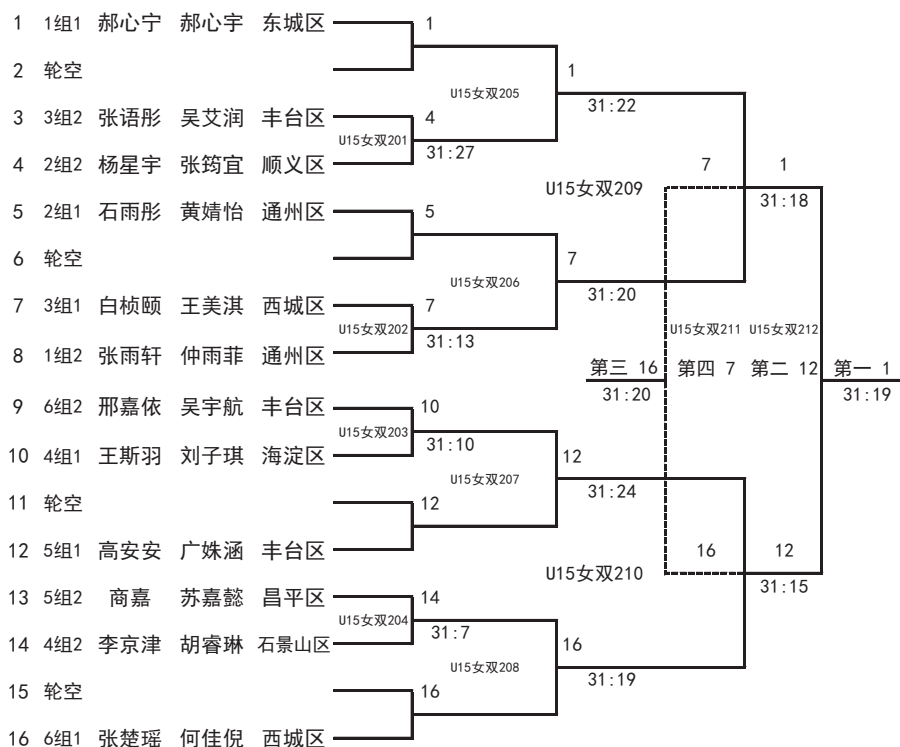 1 1组1 郝心宁 郝心宇 东城区 1
2 轮空
U15女双205 1
31:22
3 3组2 张语彤 吴艾润 丰台区 4
U15女双201 31:27
4 2组2 杨星宇 张筠宜 顺义区
7 1
U15女双209 31:18
5 2组1 石雨彤 黄婧怡 通州区 5
6 轮空
U15女双206 7
31:20
7 3组1 白桢颐 王美淇 西城区 7
U15女双202 31:13
U15女双211 U15女双212
8 1组2 张雨轩 仲雨菲 通州区
第三 16 第四 7 第二 12 第一 1
31:20 31:19
9 6组2 邢嘉依 吴宇航 丰台区 10
U15女双203 31:10
10 4组1 王斯羽 刘子琪 海淀区
U15女双207 12
31:24
11 轮空 12
12 5组1 高安安 广姝涵 丰台区
16 12
U15女双210 31:15
13 5组2 商嘉 苏嘉懿 昌平区 14
U15女双204 31:7
14 4组2 李京津 胡睿琳 石景山区
U15女双208 16
31:19
15 轮空 16
16 6组1 张楚瑶 何佳倪 西城区